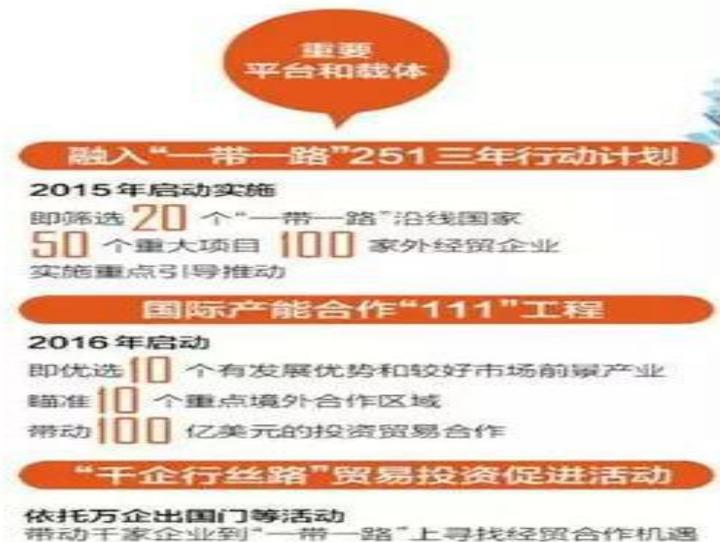 重要
平台和载体
融入“一带一路”251三年行动计划
2015年启动实施
即筛选20个“一带一路”沿线国家
50个重大项目100家外经贸企业
实施重点引导推动
国际产能合作“111”工程
2016年启动
即优选10个有发展优势和较好市场前景产业
瞄准10个重点境外合作区域
带动100亿美元的投资贸易合作
“千企行丝路”贸易投资促进活动
依托万企出国门等活动
带动千家企业到“一带一路”上寻找经贸合作机遇